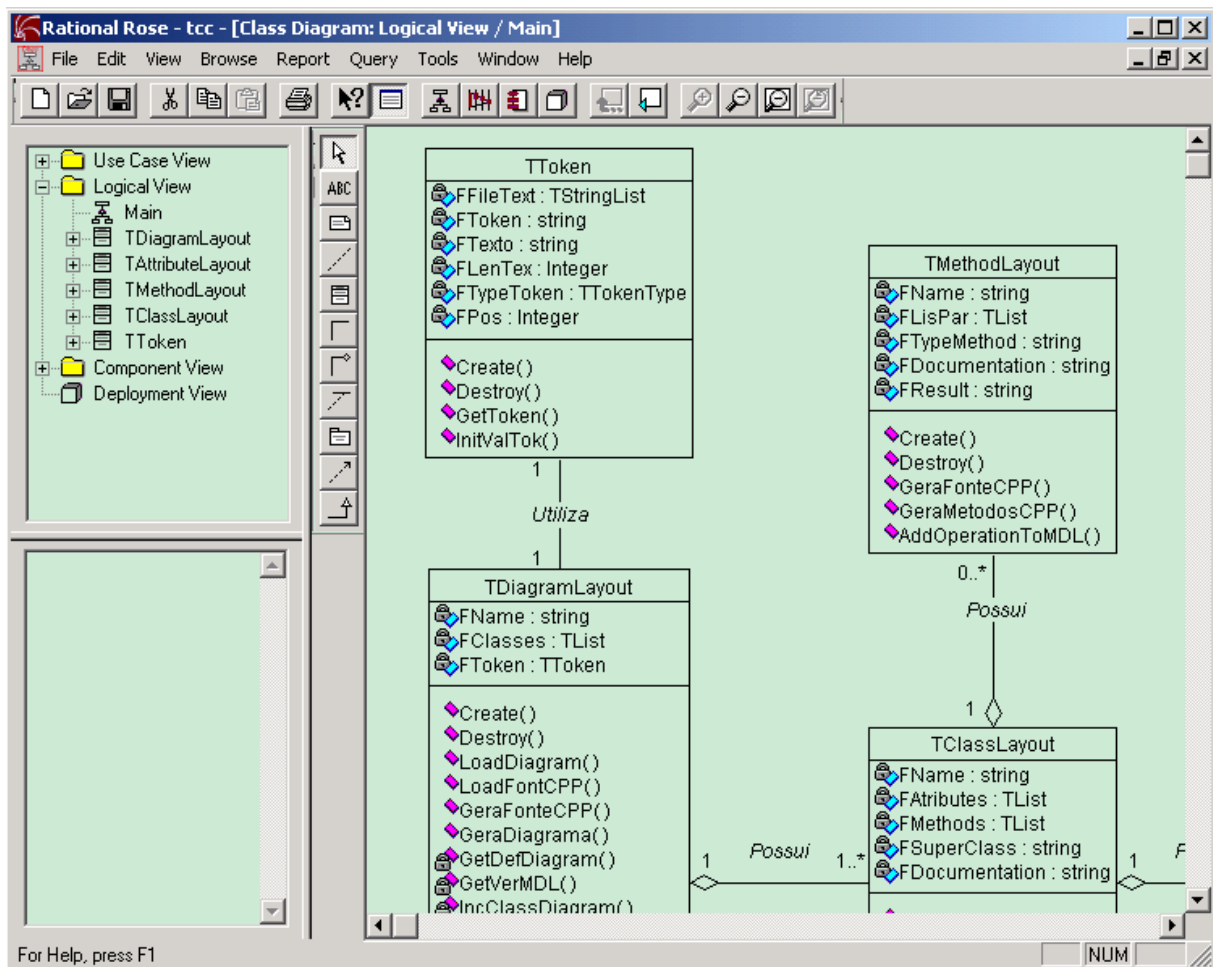 Rational Rose - tcc - [Class Diagram: Logical View / Main]
File Edit View Browse Report Query Tools Window Help
Use Case View
Logical View
Main
TDiagramLayout
TAttributeLayout
TMethodLayout
TClassLayout
TToken
Component View
Deployment View
ABC
TToken
FFileText : TStringList
FToken : string
FTexto : string
FLenTex : Integer
FTypeToken : TTokenType
FPos : Integer
Create()
Destroy()
GetToken()
InitValTok()
1
Utiliza
1
TDiagramLayout
FName : string
FClasses : TList
FToken : TToken
Create()
Destroy()
LoadDiagram()
LoadFontCPP()
GeraFonteCPP()
GeraDiagrama()
GetDefDiagram()
GetVerMDL()
IncClassDiagram()
1 Possui 1..*
TMethodLayout
FName : string
FLisPar : TList
FTypeMethod : string
FDocumentation : string
FResult : string
Create()
Destroy()
GeraFonteCPP()
GeraMetodosCPP()
AddOperationToMDL()
0..*
Possui
1
TClassLayout
FName : string
FAtributes : TList
FMethods : TList
FSuperClass : string
FDocumentation : string
1
For Help, press F1
NUM